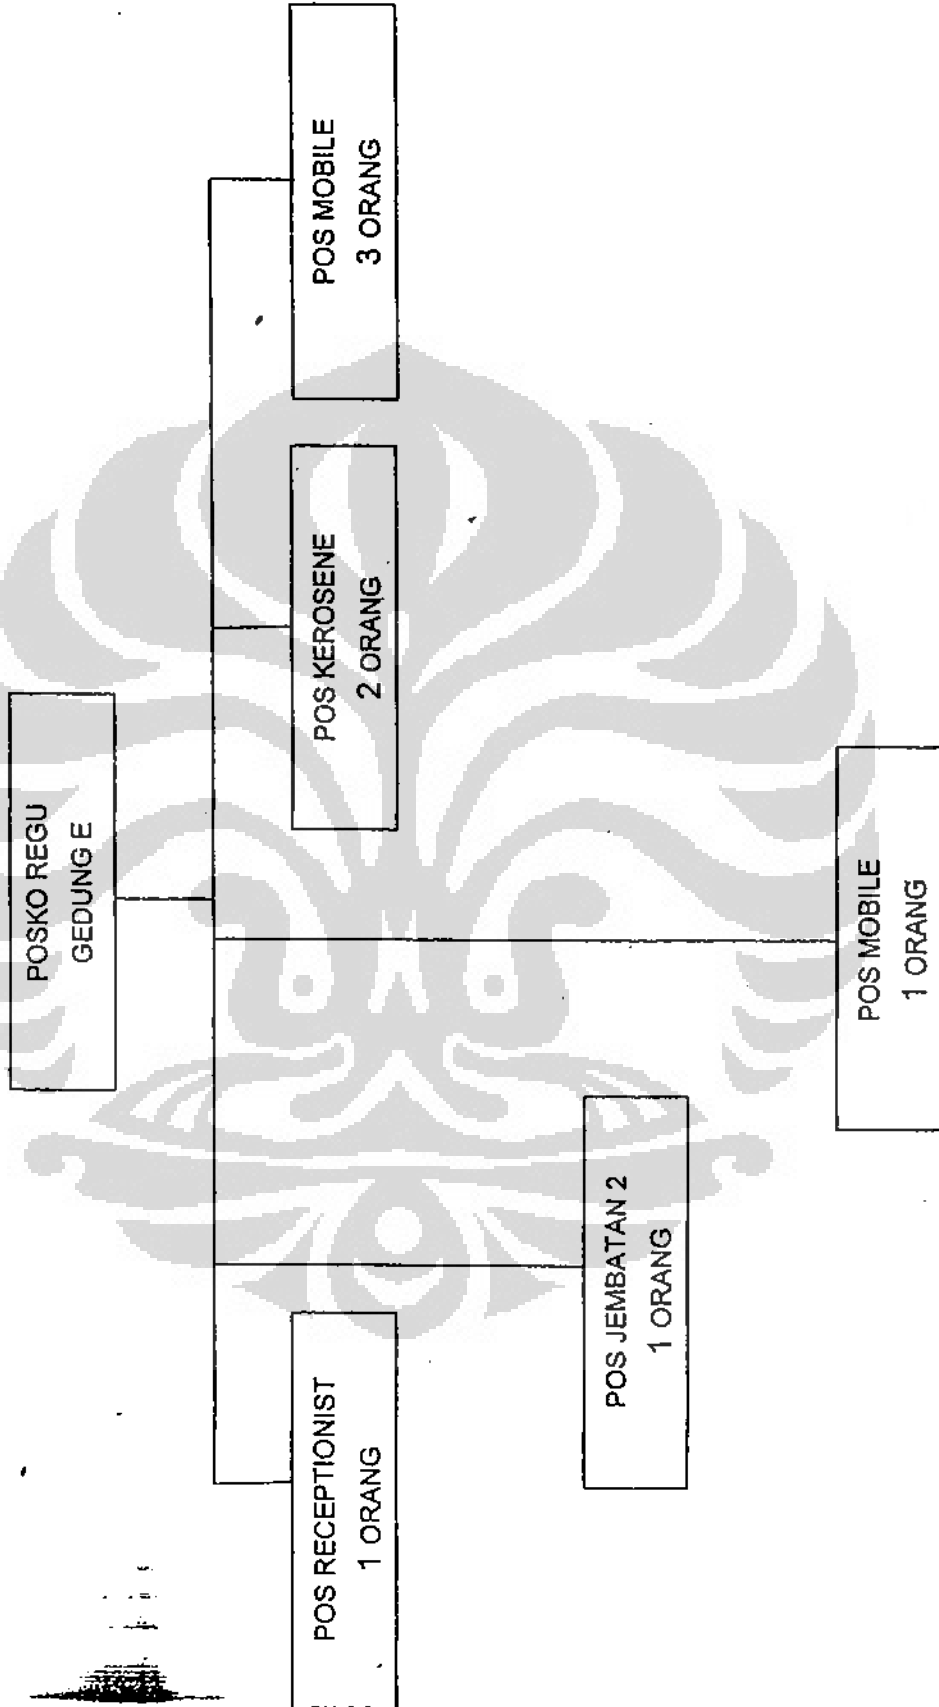 POSKO REGU
GEDUNG E
POS RECEPTIONIST
1 ORANG
POS KEROSENE
2 ORANG
POS MOBILE
3 ORANG
POS JEMBATAN 2
1 ORANG
POS MOBILE
1 ORANG